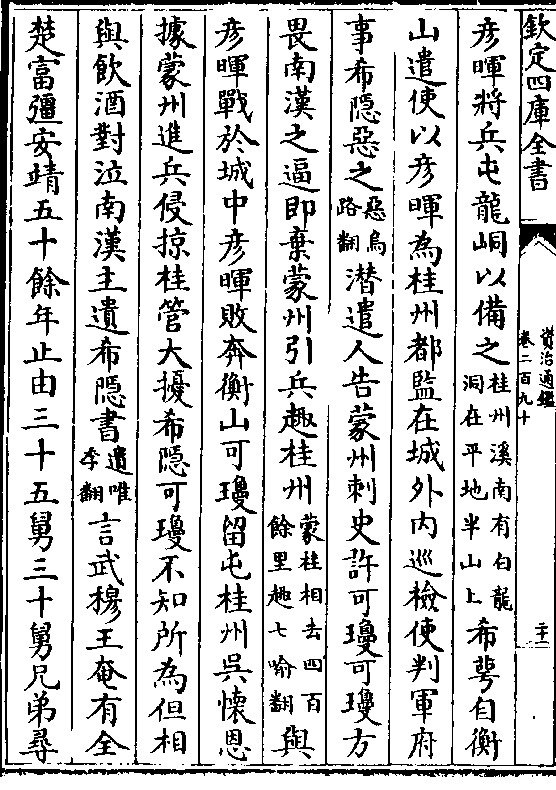 欽定四庫全書
資治通鑑
卷二百九十
二十一
彦暉將兵屯龍峒以備之桂州溪南有白龍
洞在平地半山上希萼自衡
山遣使以彦暉為桂州都監在城外内巡檢使判軍府
事希隱惡之惡烏
路翻潜遣人告蒙州刺史許可瓊可瓊方
畏南漢之逼即棄蒙州引兵趣桂州蒙桂相去四百
餘里趣七喻翻與
彦暉戰於城中彦暉敗奔衡山可瓊留屯桂州吳懷恩
據蒙州進兵侵掠桂管大擾希隱可瓊不知所為但相
與飲酒對泣南漢主遺希隱書遺唯
季翻言武穆王奄有全
楚富彊安靖五十餘年止由三十五舅三十舅兄弟尋